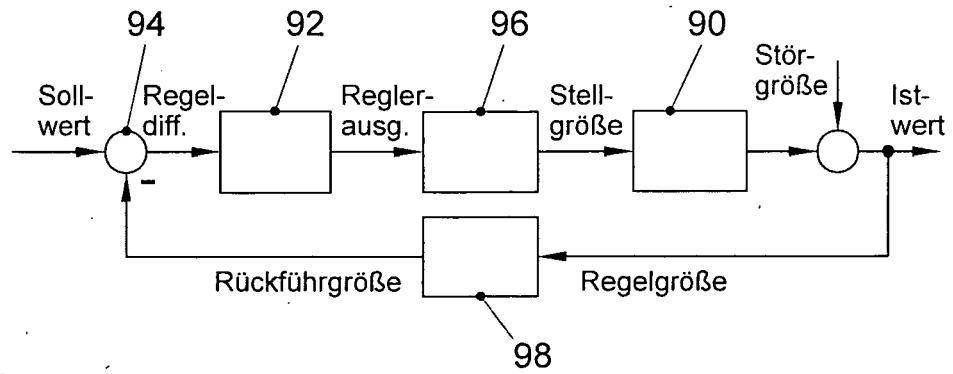 94
92
96
90
Stör-
größe
Soll-
wert
Regel-
diff.
Regler-
ausg.
Stell-
größe
Ist-
wert
-
Rückführgröße
Regelgröße
98